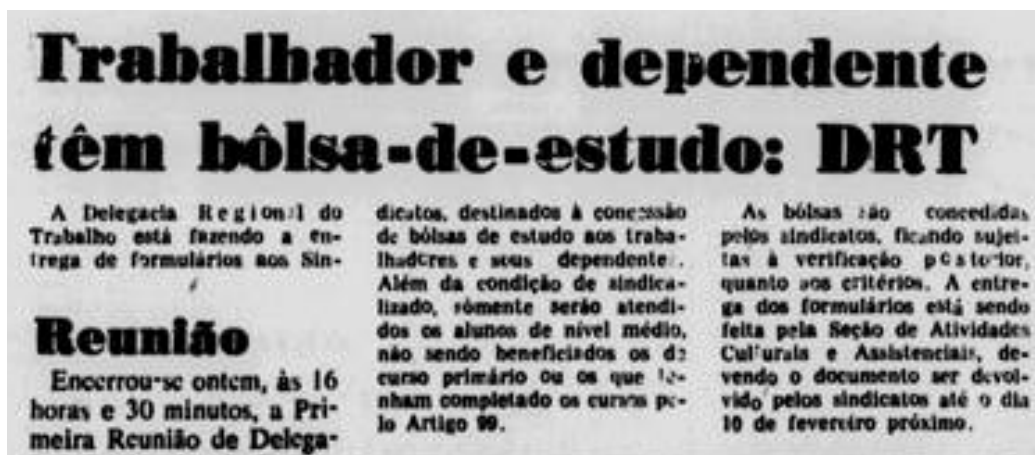 Trabalhador e dependente
têm bôlsa-de-estudo: DRT
A Delegacia Regional do
Trabalho está fazendo a en-
trega de formulários aos Sin-
dicatos, destinados à concessão
de bôlsas de estudo aos traba-
lhadores e seus dependentes.
Além da condição de sindica-
lizado, sòmente serão atendi-
dos os alunos de nível médio,
não sendo beneficiados os do
curso primário ou os que te-
nham completado os cursos pe-
lo Artigo 99.
As bôlsas são concedidas
pelos sindicatos, ficando sujei-
tas à verificação posterior,
quanto aos critérios. A entre-
ga dos formulários está sendo
feita pela Seção de Atividades
Culturais e Assistenciais, de-
vendo o documento ser devol-
vido pelos sindicatos até o dia
10 de fevereiro próximo.
Reunião
Encerrou-se ontem, às 16
horas e 30 minutos, a Pri-
meira Reunião de Delega-